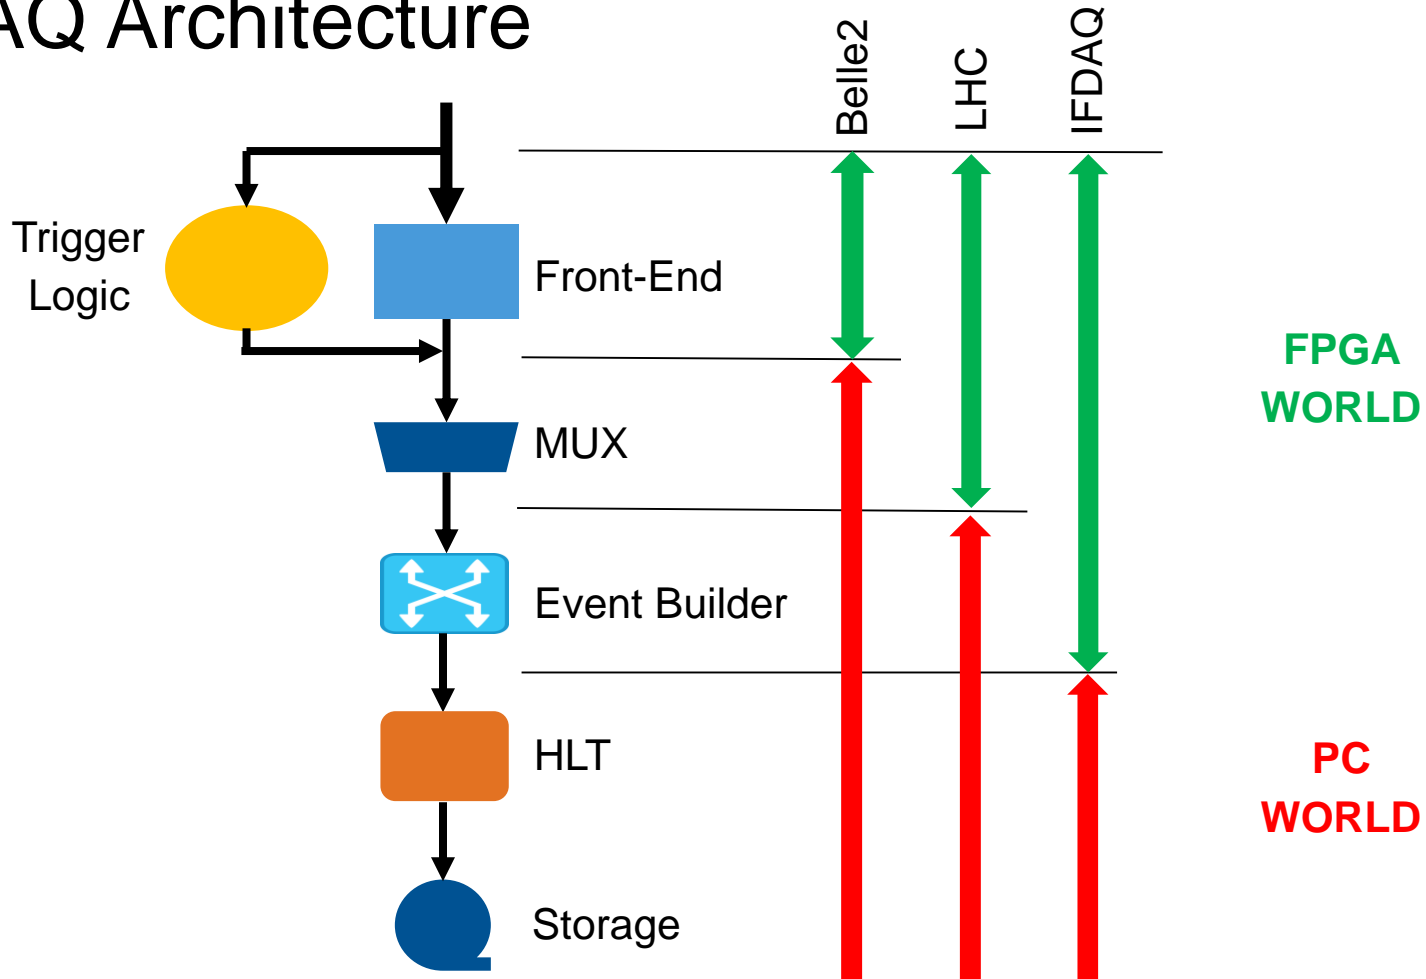 AQ Architecture
Belle2
LHC
IFDAQ
Trigger
Logic
Front-End
FPGA
WORLD
MUX
Event Builder
HLT
PC
WORLD
Storage